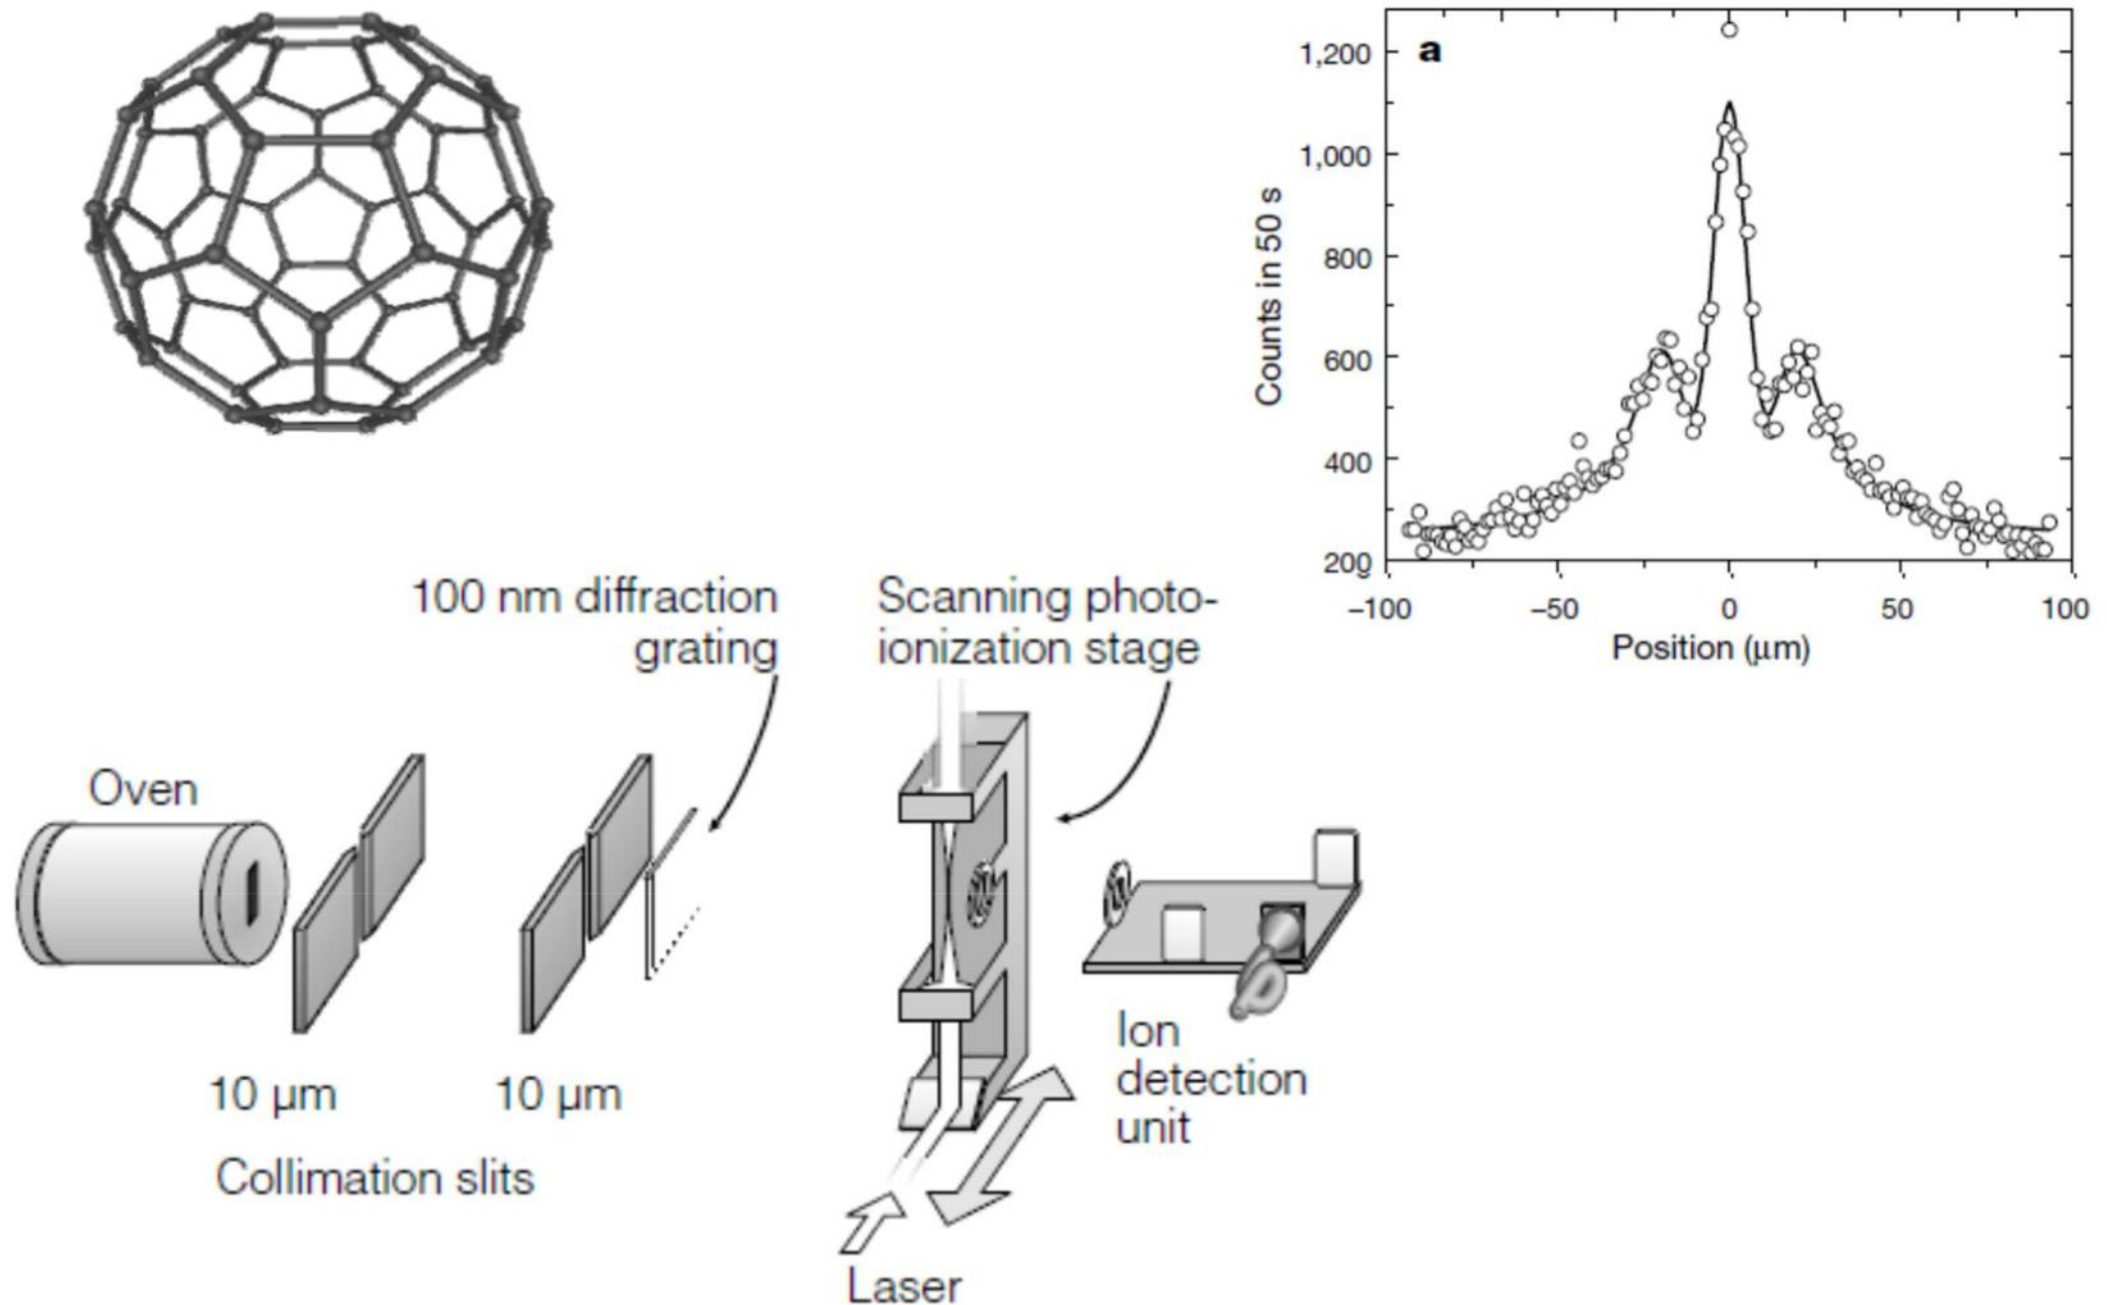 a
1,200
1,000
800
600
400
200
Counts in 50 s
–100
–50
0
50
100
Position (µm)
100 nm diffraction
grating
Scanning photo-
ionization stage
Oven
10 µm
10 µm
Collimation slits
Ion
detection
unit
Laser